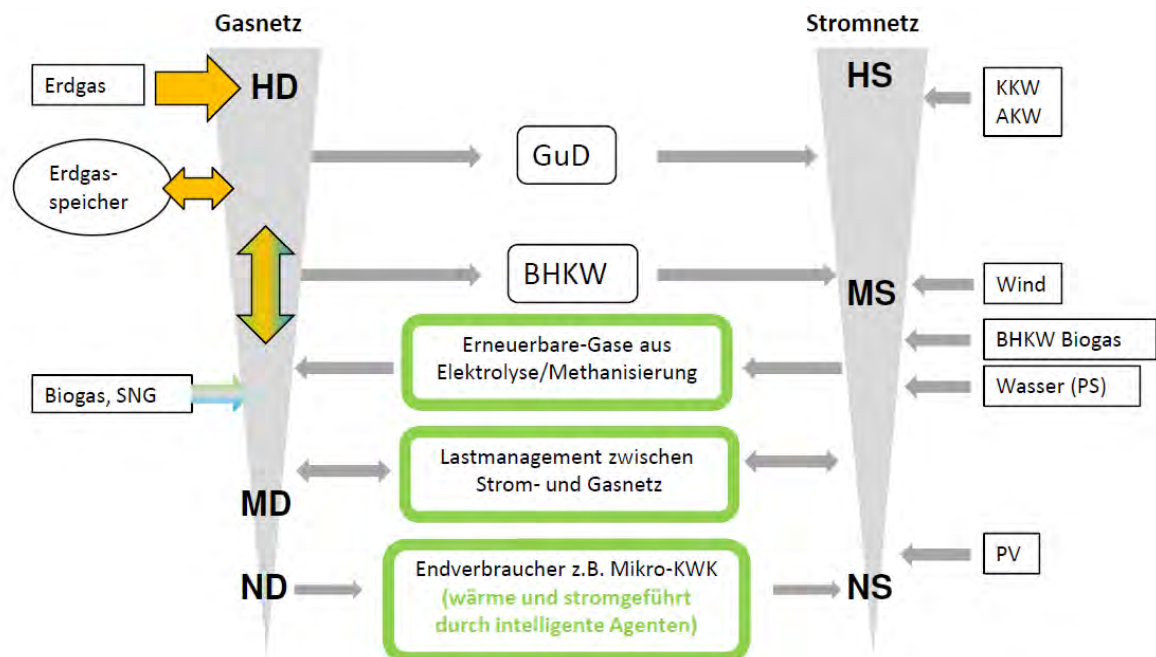 Gasnetz
Stromnetz
Erdgas
HD
HS
KKW
AKW
GuD
Erdgas-
speicher
BHKW
MS
Wind
Erneuerbare-Gase aus
Elektrolyse/Methanisierung
BHKW Biogas
Biogas, SNG
Wasser (PS)
Lastmanagement zwischen
Strom- und Gasnetz
MD
PV
ND
Endverbraucher z.B. Mikro-KWK
(wärme und stromgeführt
durch intelligente Agenten)
NS